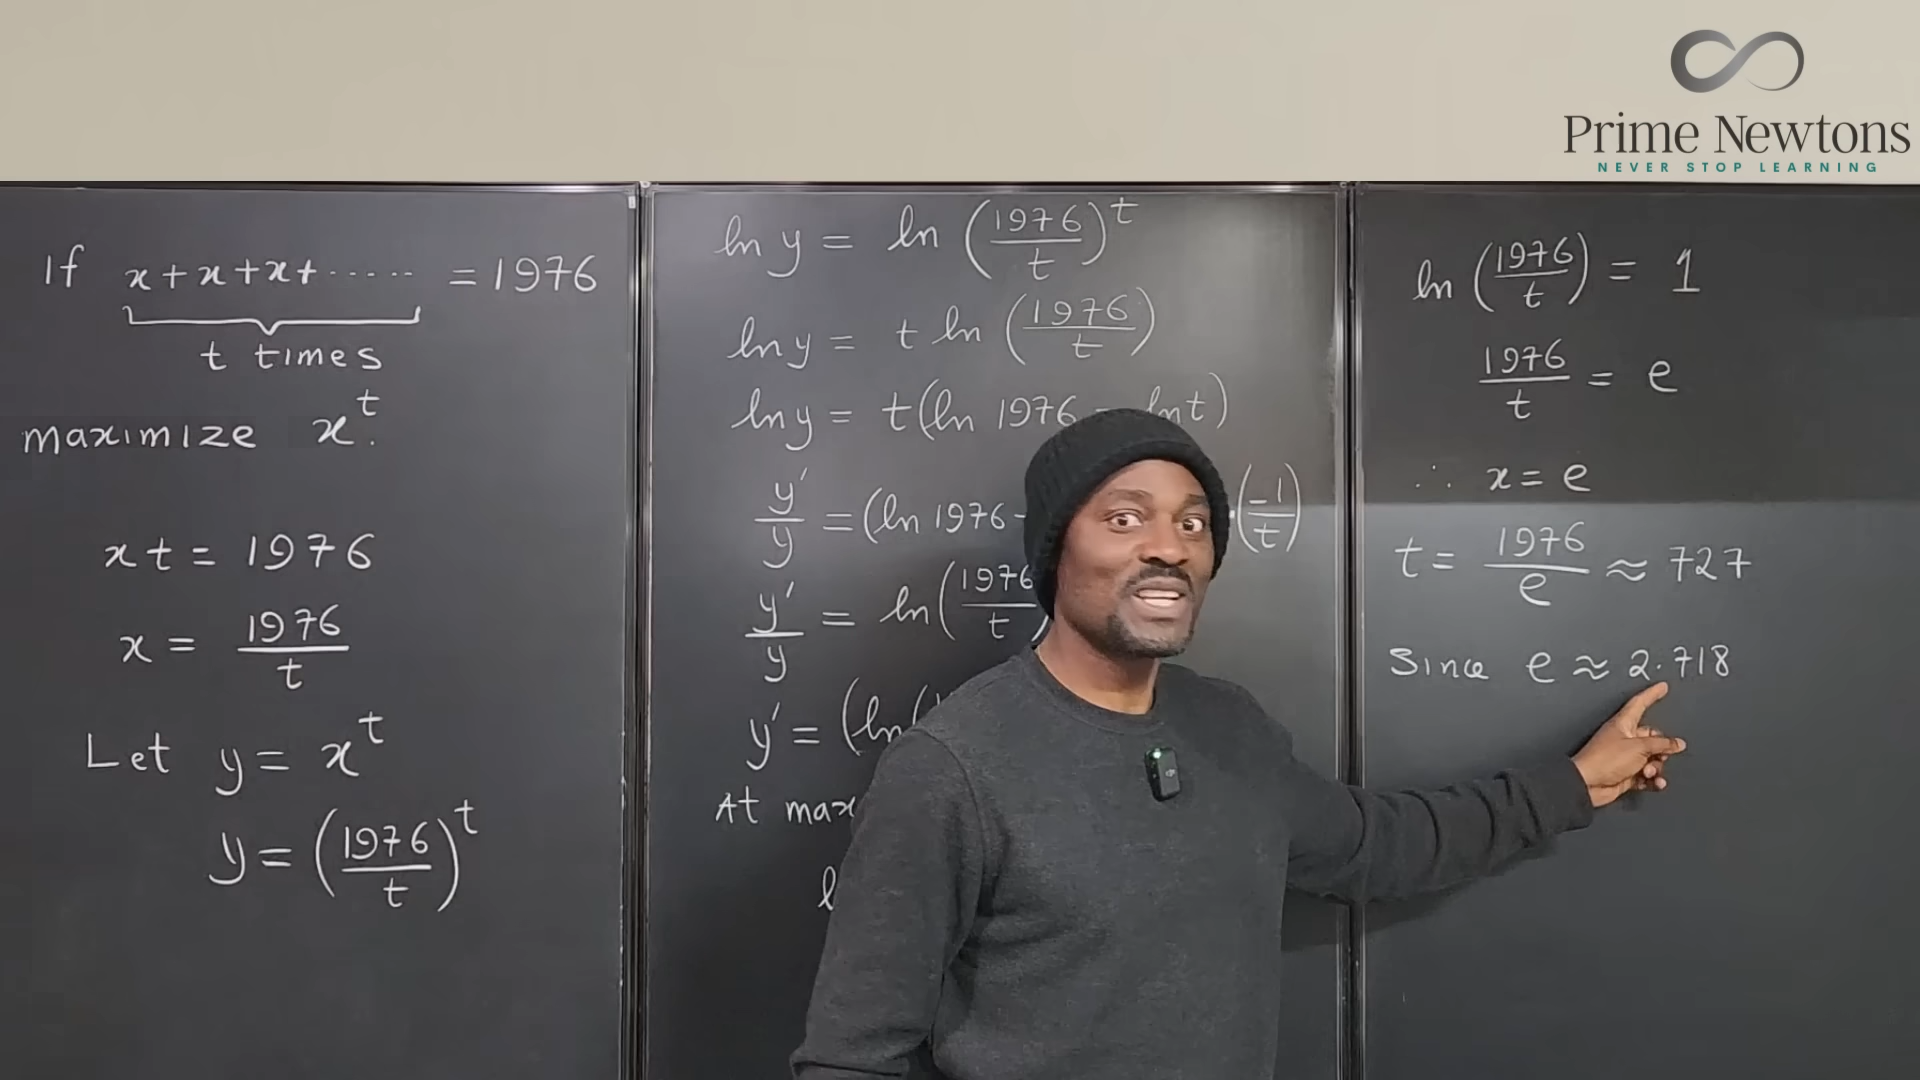 Prime Newtons
NEVER STOP LEARNING
If x + x + x + ...... = 1976
t times
maximize x^t.
xt = 1976
x = 1976/t
Let y = x^t
y = (1976/t)^t
ln y = ln (1976/t)^t
ln y = t ln (1976/t)
ln y = t(ln 1976 - ln t)
y'/y = (ln 1976 - · (-1/t)
y'/y = ln(1976/t)
y' = (ln(
At max
ln (1976/t) = 1
1976/t = e
∴ x = e
t = 1976/e ≈ 727
Since e ≈ 2.718